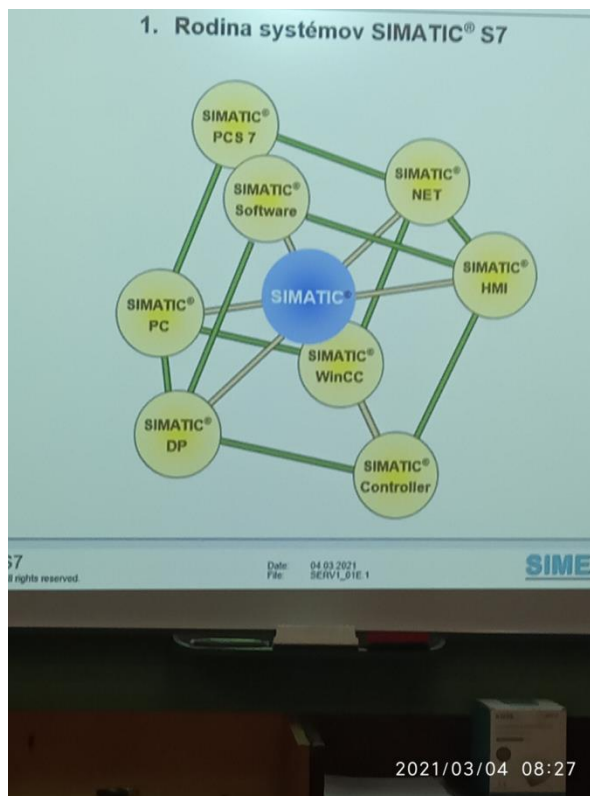 1. Rodina systémov SIMATIC® S7
SIMATIC®
PCS 7
SIMATIC®
NET
SIMATIC®
Software
SIMATIC®
HMI
SIMATIC®
SIMATIC®
PC
SIMATIC®
WinCC
SIMATIC®
DP
SIMATIC®
Controller
S7
ll rights reserved.
Date: 04.03.2021
File: SERV1_01E.1
SIME
2021/03/04 08:27